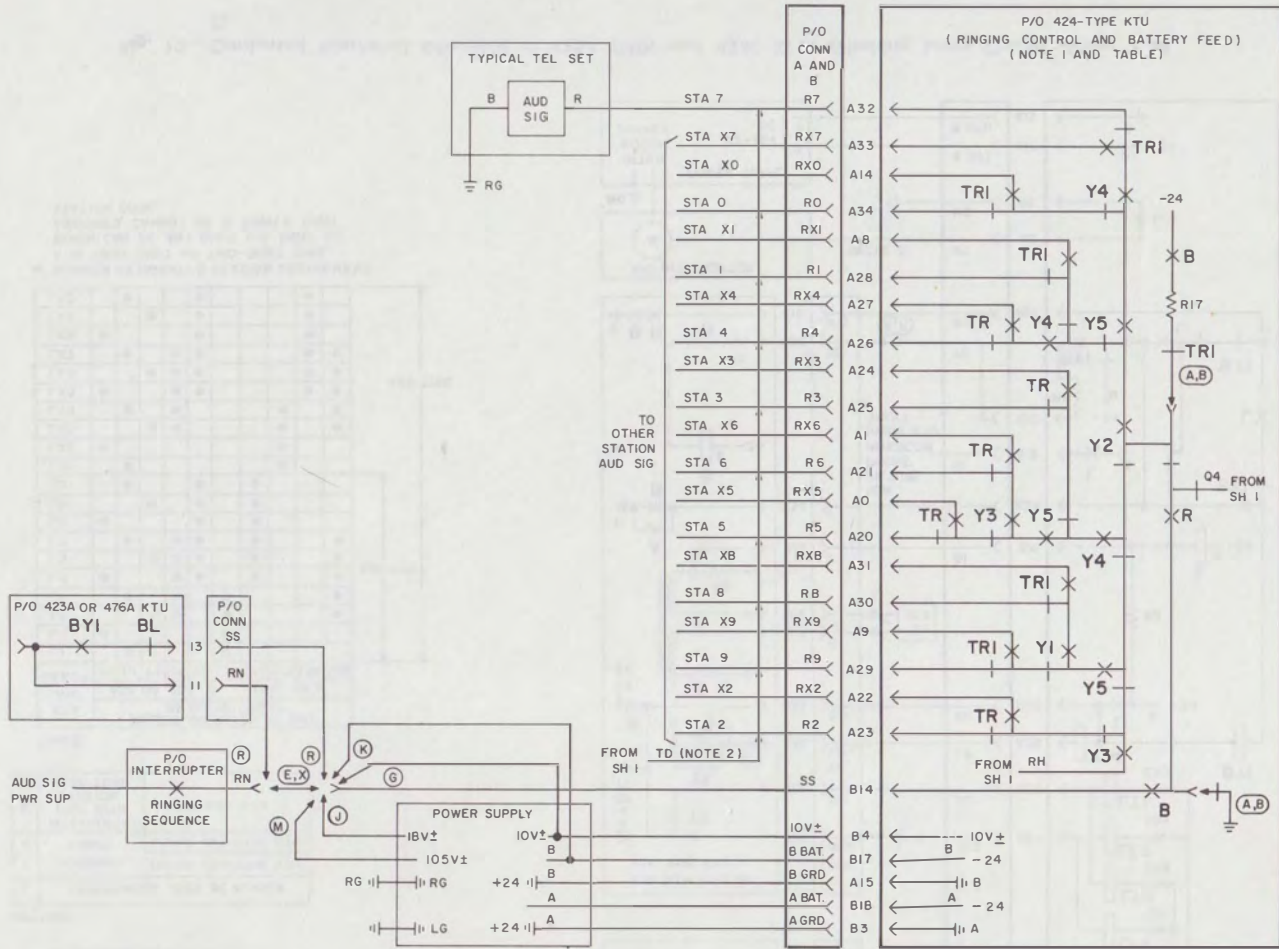 P/O 424-TYPE KTU
(RINGING CONTROL AND BATTERY FEED)
(NOTE 1 AND TABLE)
P/O
CONN
A AND
B
TYPICAL TEL SET
B
AUD
SIG
R
RG
STA 7 R7 A32
STA X7 RX7 A33 TR1
STA X0 RX0 A14
TR1 Y4
STA 0 R0 A34
STA X1 RX1 A8
TR1
STA 1 R1 A28
STA X4 RX4 A27
TR Y4 Y5
STA 4 R4 A26
STA X3 RX3 A24
TR
STA 3 R3 A25
STA X6 RX6 A1
TR Y2
STA 6 R6 A21
STA X5 RX5 A0
TR Y3 Y5
STA 5 R5 A20
Y4
STA X8 RX8 A31
TR1
STA 8 R8 A30
STA X9 RX9 A9
TR1 Y1
STA 9 R9 A29
Y5
STA X2 RX2 A22
TR
STA 2 R2 A23
Y3
TO
OTHER
STATION
AUD SIG
-24
B
R17
TR1
A,B
Q4 FROM
SH 1
R
FROM
SH 1 TD (NOTE 2)
FROM
SH 1 RH
SS B14
B
A,B
P/O 423A OR 476A KTU
BY1 BL
13
11
P/O
CONN
SS
RN
P/O
INTERRUPTER
RINGING
SEQUENCE
AUD SIG
PWR SUP
R
RN
E,X
R
K
G
M
J
POWER SUPPLY
18V± 10V±
105V± B
RG RG +24 B
A
LG +24 A
10V± B4 10V±
B BAT. B17 B -24
B GRD A15 B
A BAT. B18 A -24
A GRD B3 A